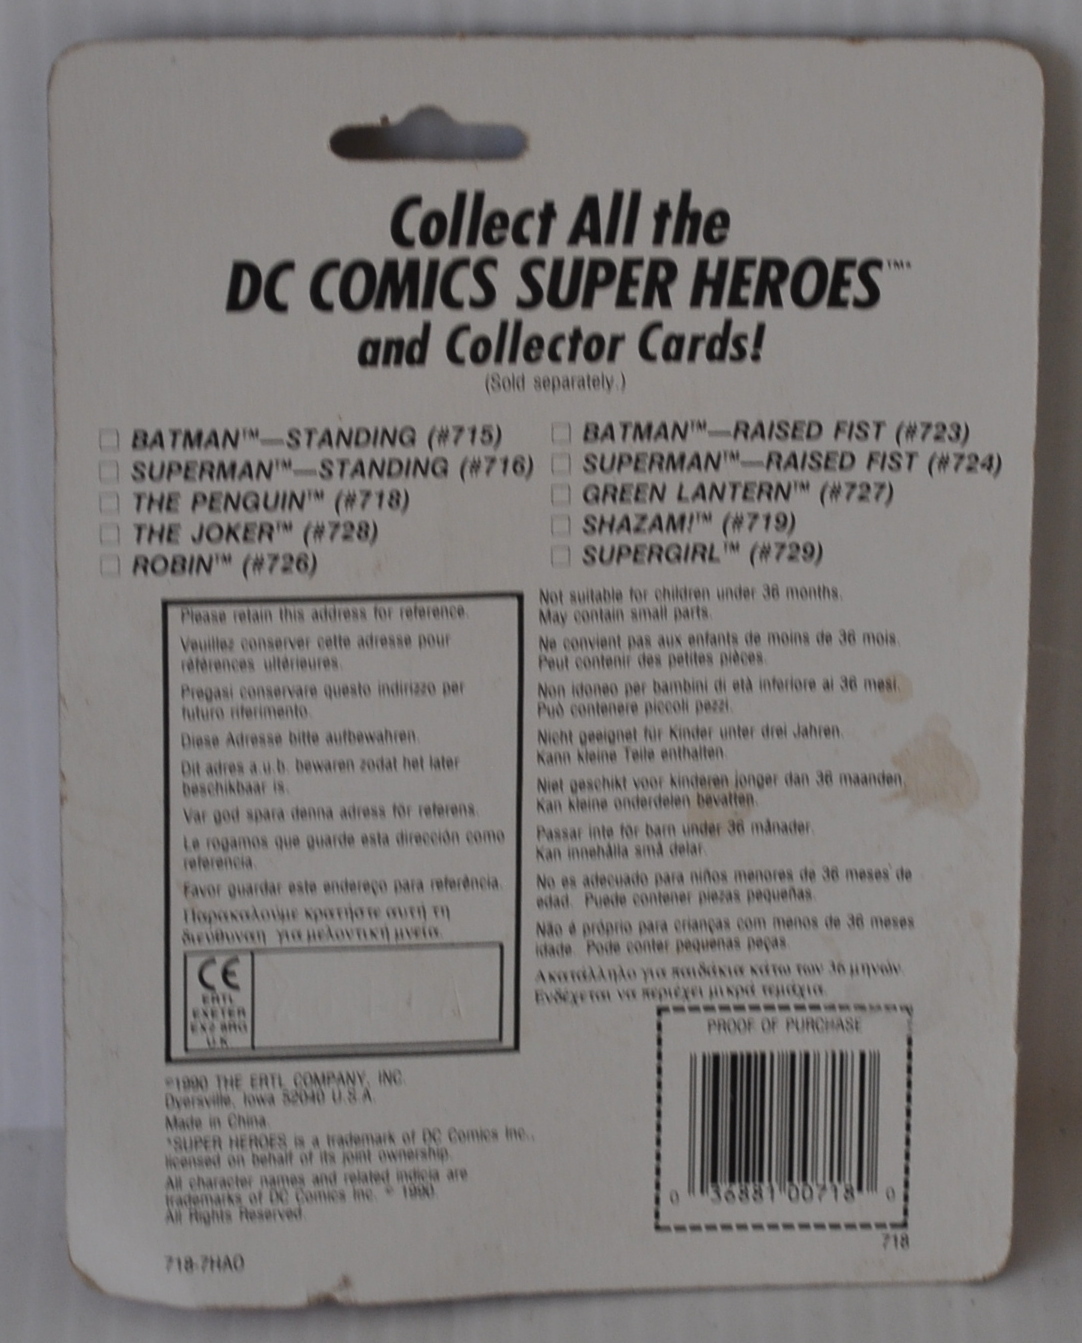 Collect All the
DC COMICS SUPER HEROES™*
and Collector Cards!
(Sold separately.)
BATMAN™—STANDING (#715)
SUPERMAN™—STANDING (#716)
THE PENGUIN™ (#718)
THE JOKER™ (#728)
ROBIN™ (#726)
BATMAN™—RAISED FIST (#723)
SUPERMAN™—RAISED FIST (#724)
GREEN LANTERN™ (#727)
SHAZAM!™ (#719)
SUPERGIRL™ (#729)
Please retain this address for reference.
Veuillez conserver cette adresse pour
références ultérieures.
Pregasi conservare questo indirizzo per
futuro riferimento.
Diese Adresse bitte aufbewahren.
Dit adres a.u.b. bewaren zodat het later
beschikbaar is.
Var god spara denna adress för referens.
Le rogamos que guarde esta dirección como
referencia.
Favor guardar este endereço para referência.
Παρακαλούμε κρατήστε αυτή τη
διεύθυνση για μελοντική μνεία.
CE
ERTL
EXETER
EX2 8RG
U.K.
Not suitable for children under 36 months.
May contain small parts.
Ne convient pas aux enfants de moins de 36 mois.
Peut contenir des petites pièces.
Non idoneo per bambini di età inferiore ai 36 mesi.
Può contenere piccoli pezzi.
Nicht geeignet für Kinder unter drei Jahren.
Kann kleine Teile enthalten.
Niet geschikt voor kinderen jonger dan 36 maanden.
Kan kleine onderdelen bevatten.
Passar inte för barn under 36 månader.
Kan innehålla små delar.
No es adecuado para niños menores de 36 meses de
edad. Puede contener piezas pequeñas.
Não é próprio para crianças com menos de 36 meses
idade. Pode conter pequenas peças.
Ακατάλληλο για παιδάκια κάτω των 36 μηνών.
Ενδέχεται να περιέχει μικρά τεμάχια.
©1990 THE ERTL COMPANY, INC.
Dyersville, Iowa 52040 U.S.A.
Made in China.
*SUPER HEROES is a trademark of DC Comics Inc.,
licensed on behalf of its joint ownership.
All character names and related indicia are
trademarks of DC Comics Inc. © 1990.
All Rights Reserved.
718-7HAO
PROOF OF PURCHASE
0 36881 00718 0
718